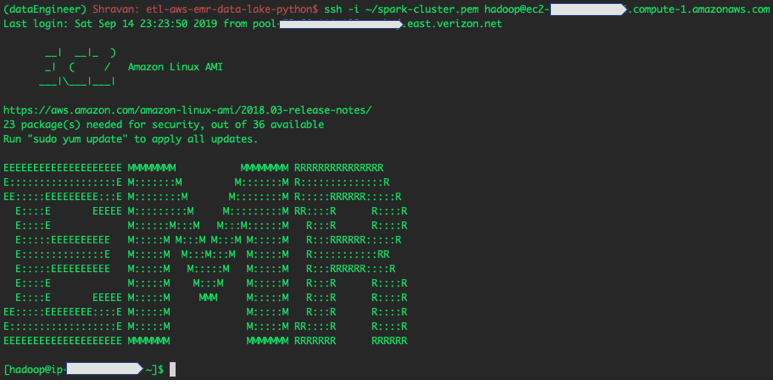 (dataEngineer) Shravan: etl-aws-emr-data-lake-python$ ssh -i ~/spark-cluster.pem hadoop@ec2- .compute-1.amazonaws.com
Last login: Sat Sep 14 23:23:50 2019 from pool- .east.verizon.net
       __|  __|_  )
       _|  (     /   Amazon Linux AMI
      ___|\___|___|
https://aws.amazon.com/amazon-linux-ami/2018.03-release-notes/
23 package(s) needed for security, out of 36 available
Run "sudo yum update" to apply all updates.
EEEEEEEEEEEEEEEEEEEE MMMMMMMM           MMMMMMMM RRRRRRRRRRRRRRR
E::::::::::::::::::E M:::::::M         M:::::::M R::::::::::::::R
EE:::::EEEEEEEEE:::E M::::::::M       M::::::::M R:::::RRRRRR:::::R
  E::::E       EEEEE M:::::::::M     M:::::::::M RR::::R      R::::R
  E::::E             M::::::M:::M   M:::M::::::M   R:::R      R::::R
  E:::::EEEEEEEEEE   M:::::M M:::M M:::M M:::::M   R:::RRRRRR:::::R
  E::::::::::::::E   M:::::M  M:::M:::M  M:::::M   R:::::::::::RR
  E:::::EEEEEEEEEE   M:::::M   M:::::M   M:::::M   R:::RRRRRR::::R
  E::::E             M:::::M    M:::M    M:::::M   R:::R      R::::R
  E::::E       EEEEE M:::::M     MMM     M:::::M   R:::R      R::::R
EE:::::EEEEEEEE::::E M:::::M             M:::::M   R:::R      R::::R
E::::::::::::::::::E M:::::M             M:::::M RR::::R      R::::R
EEEEEEEEEEEEEEEEEEEE MMMMMMM             MMMMMMM RRRRRRR      RRRRRR
[hadoop@ip- ~]$